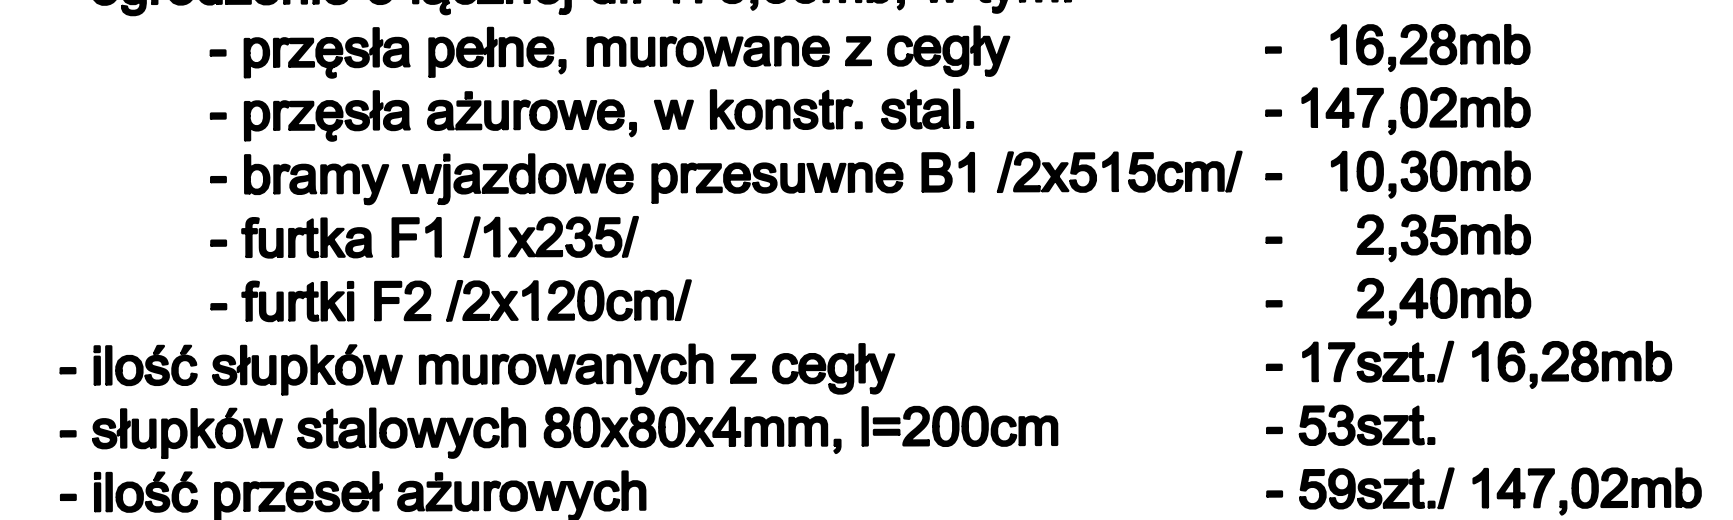 - przęsła pełne, murowane z cegły - 16,28mb
- przęsła ażurowe, w konstr. stal. - 147,02mb
- bramy wjazdowe przesuwne B1 /2x515cm/ - 10,30mb
- furtka F1 /1x235/ - 2,35mb
- furtki F2 /2x120cm/ - 2,40mb
- ilość słupków murowanych z cegły - 17szt./ 16,28mb
- słupków stalowych 80x80x4mm, l=200cm - 53szt.
- ilość przeseł ażurowych - 59szt./ 147,02mb